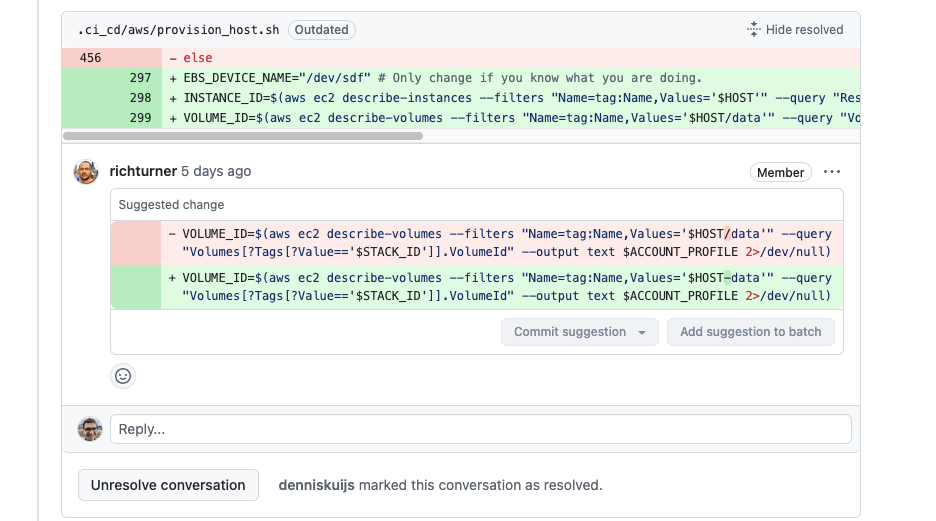 .ci_cd/aws/provision_host.sh Outdated Hide resolved
456 - else
297 + EBS_DEVICE_NAME="/dev/sdf" # Only change if you know what you are doing.
298 + INSTANCE_ID=$(aws ec2 describe-instances --filters "Name=tag:Name,Values='$HOST'" --query "Res
299 + VOLUME_ID=$(aws ec2 describe-volumes --filters "Name=tag:Name,Values='$HOST/data'" --query "Vo
richturner 5 days ago Member ...
Suggested change
- VOLUME_ID=$(aws ec2 describe-volumes --filters "Name=tag:Name,Values='$HOST/data'" --query
"Volumes[?Tags[?Value=='$STACK_ID']].VolumeId" --output text $ACCOUNT_PROFILE 2>/dev/null)
+ VOLUME_ID=$(aws ec2 describe-volumes --filters "Name=tag:Name,Values='$HOST-data'" --query
"Volumes[?Tags[?Value=='$STACK_ID']].VolumeId" --output text $ACCOUNT_PROFILE 2>/dev/null)
Commit suggestion Add suggestion to batch
Reply...
Unresolve conversation denniskuijs marked this conversation as resolved.